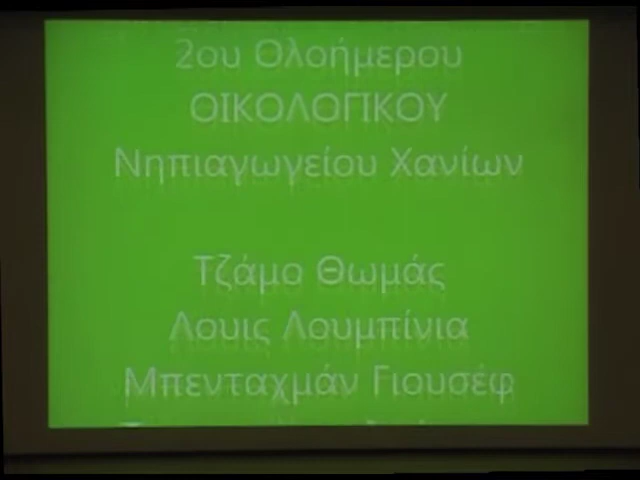 2ου Ολοήμερου
ΟΙΚΟΛΟΓΙΚΟΥ
Νηπιαγωγείου Χανίων
Τζάμο Θωμάς
Λουις Λουμπίνια
Μπενταχμάν Γιουσέφ